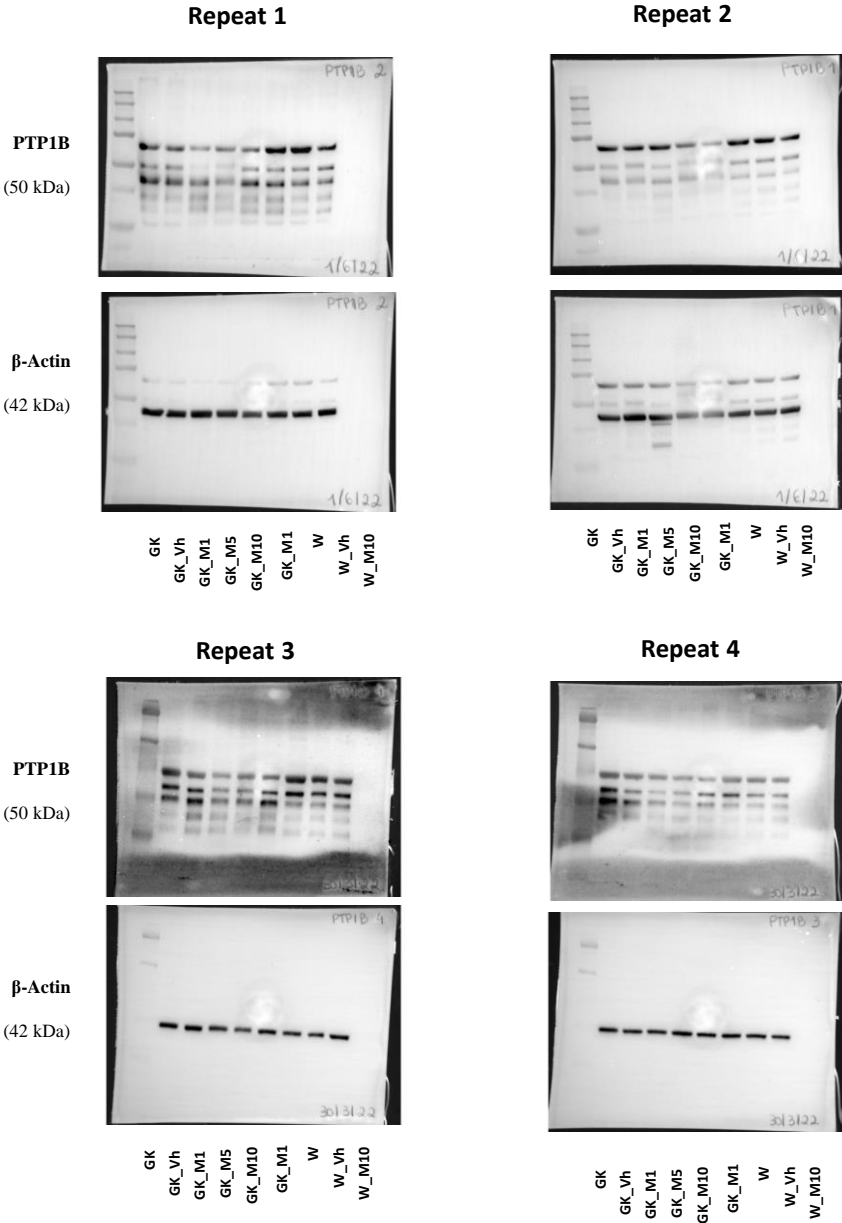 Repeat 1
Repeat 2
PTP1B 2
PTP1B 1
PTP1B
(50 kDa)
1/6/22
1/6/22
PTP1B 2
PTP1B 1
β-Actin
(42 kDa)
1/6/22
1/6/22
GK GK_Vh GK_M1 GK_M5 GK_M10 GK_M1 W W_Vh W_M10
GK GK_Vh GK_M1 GK_M5 GK_M10 GK_M1 W W_Vh W_M10
Repeat 3
Repeat 4
PTP1B
(50 kDa)
30/3/22
30/3/22
PTP1B 4
PTP1B 3
β-Actin
(42 kDa)
30/3/22
30/3/22
GK GK_Vh GK_M1 GK_M5 GK_M10 GK_M1 W W_Vh W_M10
GK GK_Vh GK_M1 GK_M5 GK_M10 GK_M1 W W_Vh W_M10